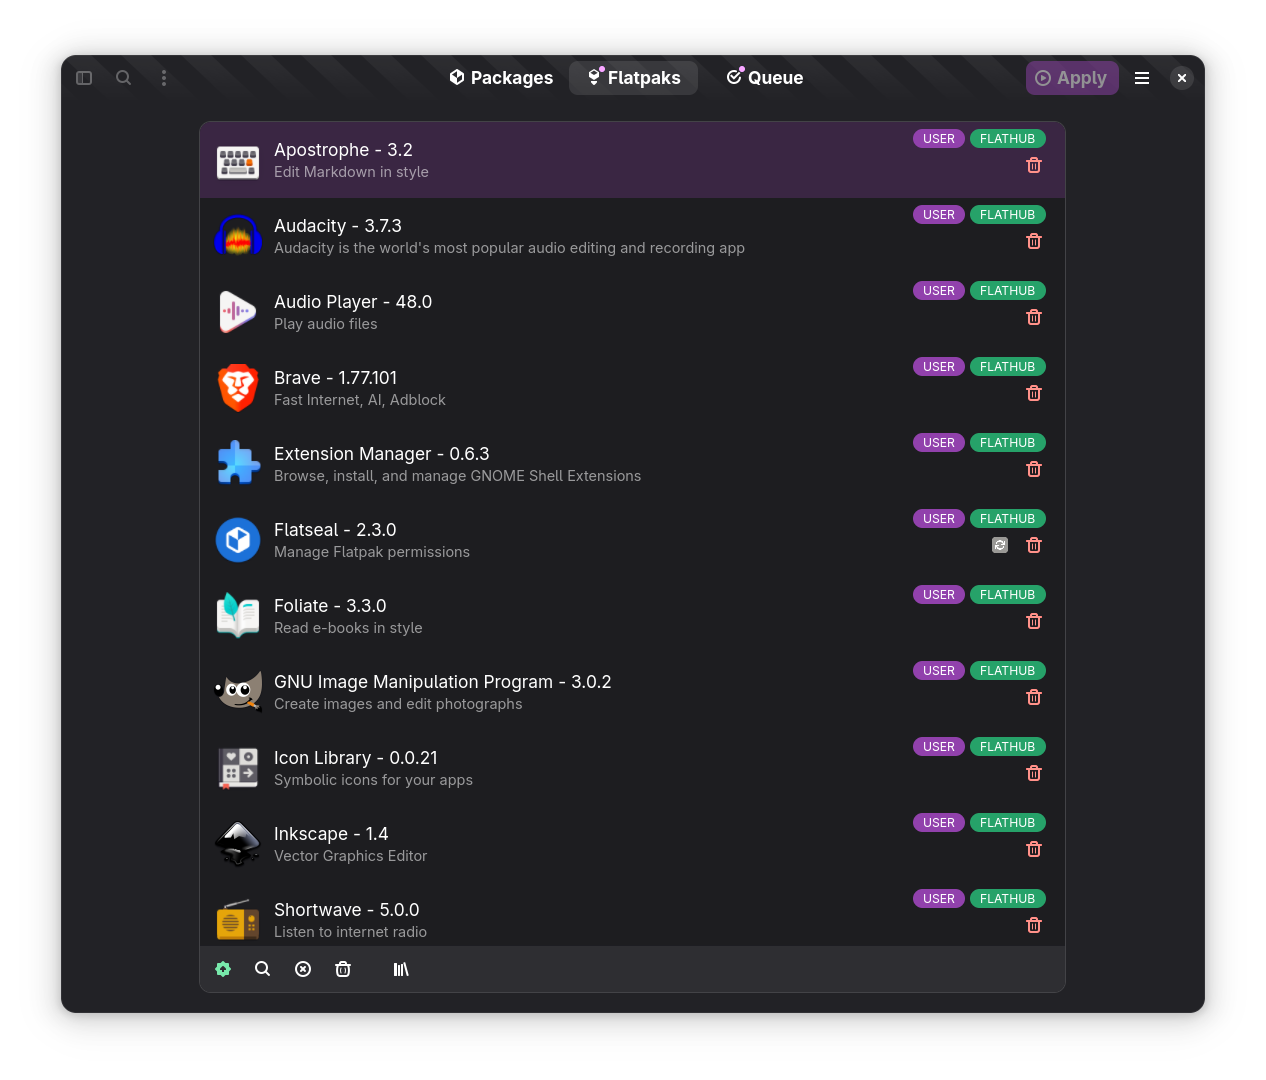 Packages
Flatpaks
Queue
Apply
Apostrophe - 3.2
Edit Markdown in style
USER FLATHUB
Audacity - 3.7.3
Audacity is the world's most popular audio editing and recording app
USER FLATHUB
Audio Player - 48.0
Play audio files
USER FLATHUB
Brave - 1.77.101
Fast Internet, AI, Adblock
USER FLATHUB
Extension Manager - 0.6.3
Browse, install, and manage GNOME Shell Extensions
USER FLATHUB
Flatseal - 2.3.0
Manage Flatpak permissions
USER FLATHUB
Foliate - 3.3.0
Read e-books in style
USER FLATHUB
GNU Image Manipulation Program - 3.0.2
Create images and edit photographs
USER FLATHUB
Icon Library - 0.0.21
Symbolic icons for your apps
USER FLATHUB
Inkscape - 1.4
Vector Graphics Editor
USER FLATHUB
Shortwave - 5.0.0
Listen to internet radio
USER FLATHUB